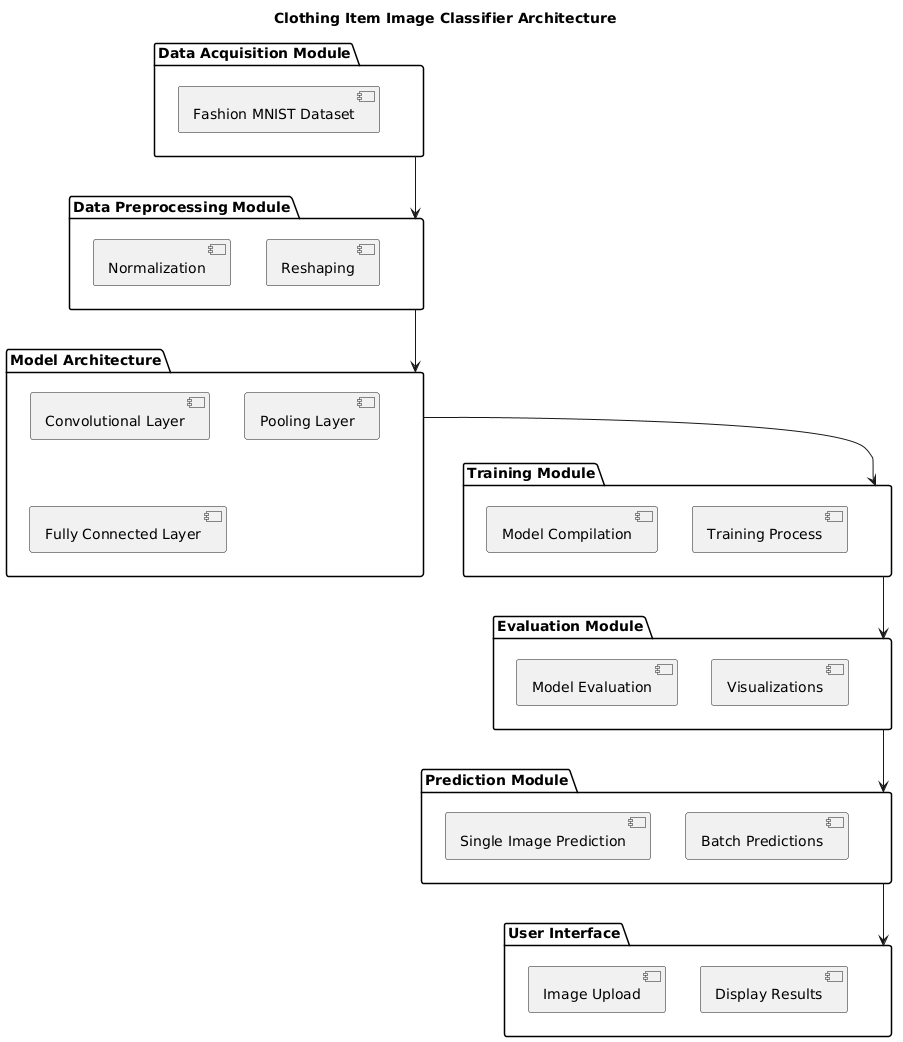 Clothing Item Image Classifier Architecture
Data Acquisition Module
Fashion MNIST Dataset
Data Preprocessing Module
Normalization
Reshaping
Model Architecture
Convolutional Layer
Pooling Layer
Fully Connected Layer
Training Module
Model Compilation
Training Process
Evaluation Module
Model Evaluation
Visualizations
Prediction Module
Single Image Prediction
Batch Predictions
User Interface
Image Upload
Display Results